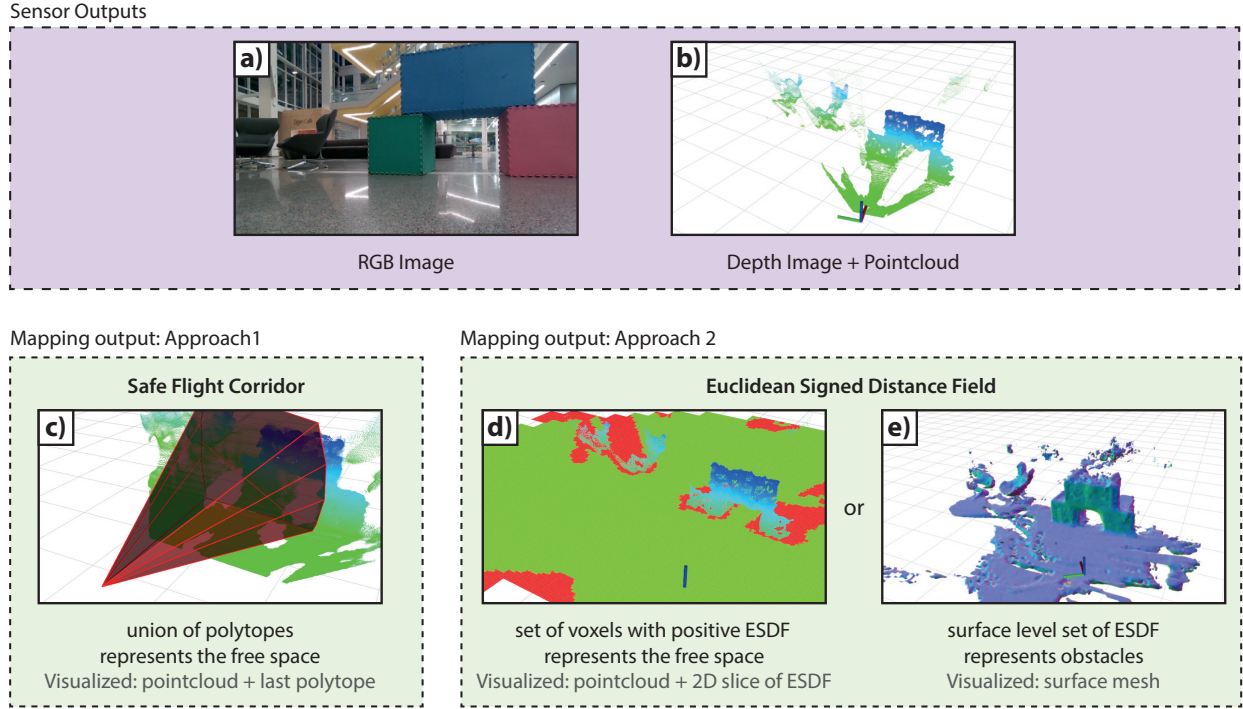 Sensor Outputs
a)
b)
RGB Image
Depth Image + Pointcloud
Mapping output: Approach1
Mapping output: Approach 2
Safe Flight Corridor
Euclidean Signed Distance Field
c)
d)
e)
or
union of polytopes
represents the free space
Visualized: pointcloud + last polytope
set of voxels with positive ESDF
represents the free space
Visualized: pointcloud + 2D slice of ESDF
surface level set of ESDF
represents obstacles
Visualized: surface mesh